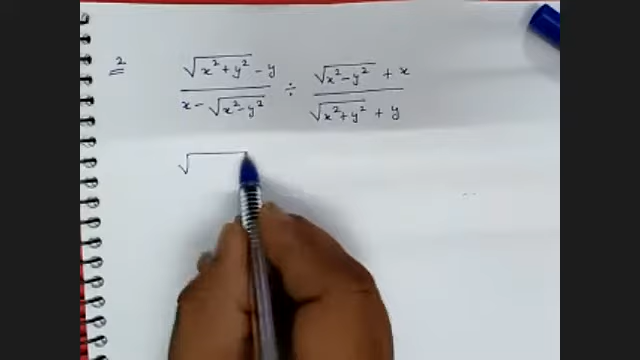 2
√(x²+y²) - y / x - √(x²-y²) ÷ √(x²-y²) + x / √(x²+y²) + y
√